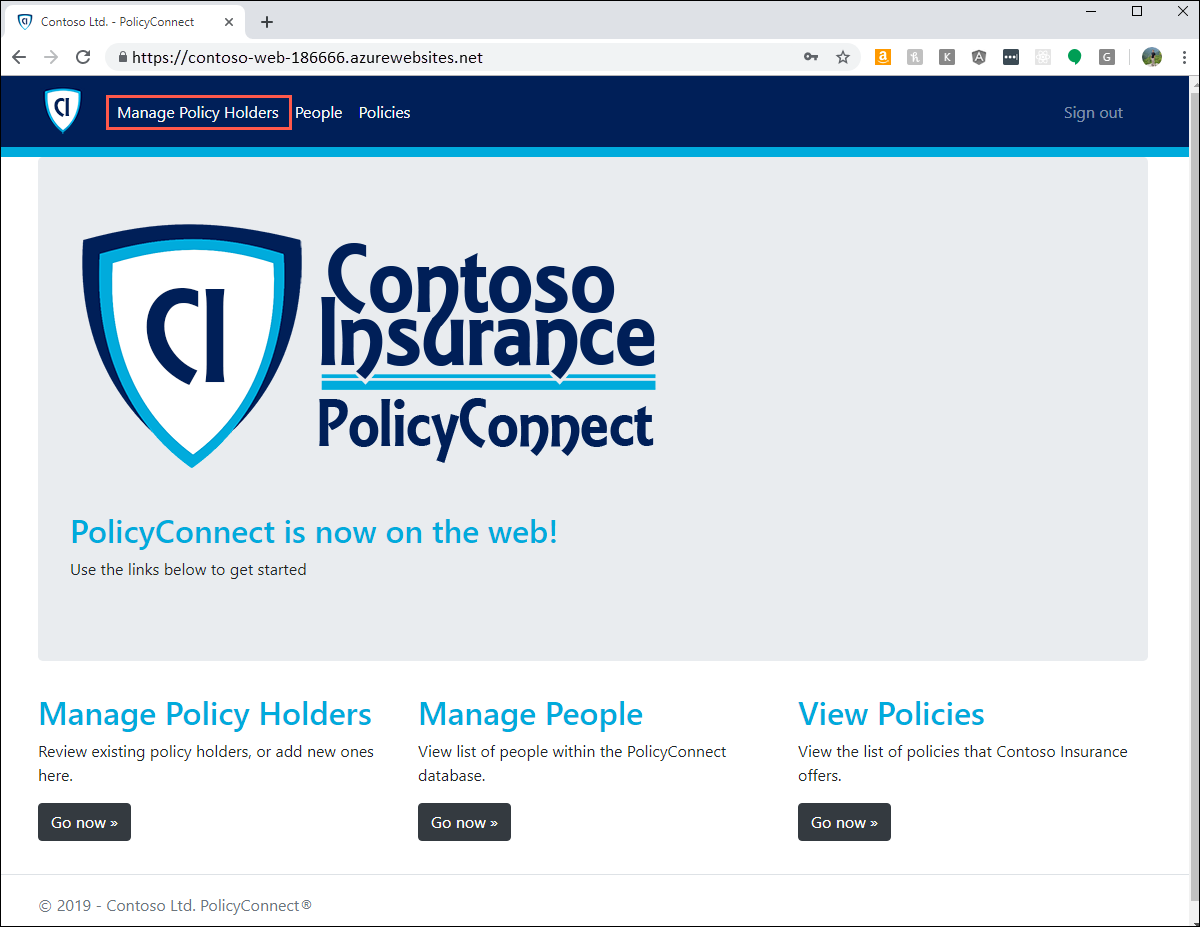 Contoso Ltd. - PolicyConnect
https://contoso-web-186666.azurewebsites.net
CI Manage Policy Holders People Policies Sign out
CI
Contoso
Insurance
PolicyConnect
PolicyConnect is now on the web!
Use the links below to get started
Manage Policy Holders
Review existing policy holders, or add new ones
here.
Go now »
Manage People
View list of people within the PolicyConnect
database.
Go now »
View Policies
View the list of policies that Contoso Insurance
offers.
Go now »
© 2019 - Contoso Ltd. PolicyConnect®